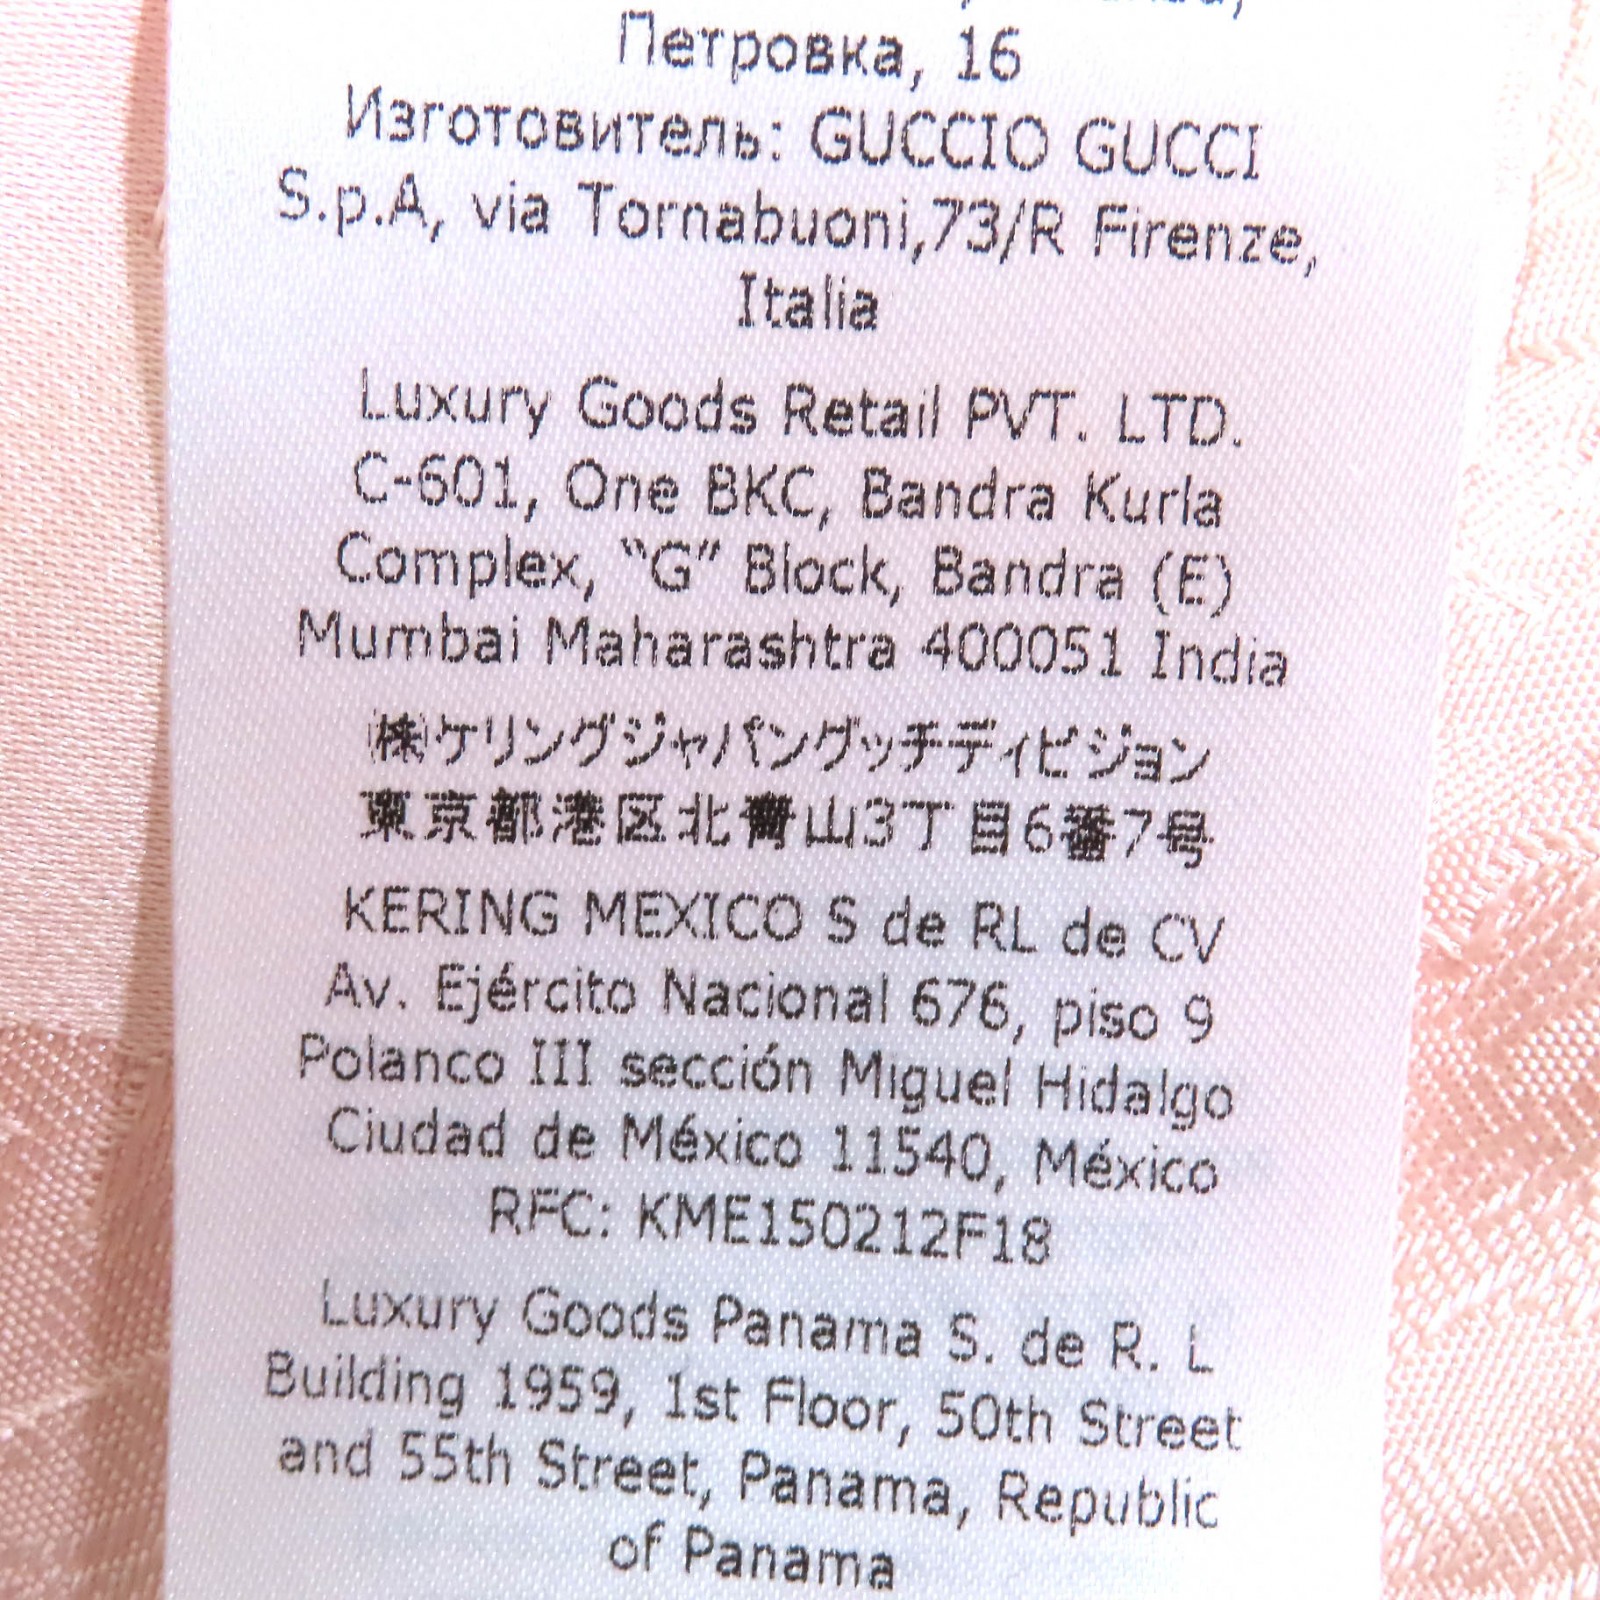 Петровка, 16
Изготовитель: GUCCIO GUCCI
S.p.A, via Tornabuoni,73/R Firenze,
Italia
Luxury Goods Retail PVT. LTD.
C-601, One BKC, Bandra Kurla
Complex, “G” Block, Bandra (E)
Mumbai Maharashtra 400051 India
㈱ケリングジャパングッチディビジョン
東京都港区北青山3丁目6番7号
KERING MEXICO S de RL de CV
Av. Ejército Nacional 676, piso 9
Polanco III sección Miguel Hidalgo
Ciudad de México 11540, México
RFC: KME150212F18
Luxury Goods Panama S. de R. L
Building 1959, 1st Floor, 50th Street
and 55th Street, Panama, Republic
of Panama